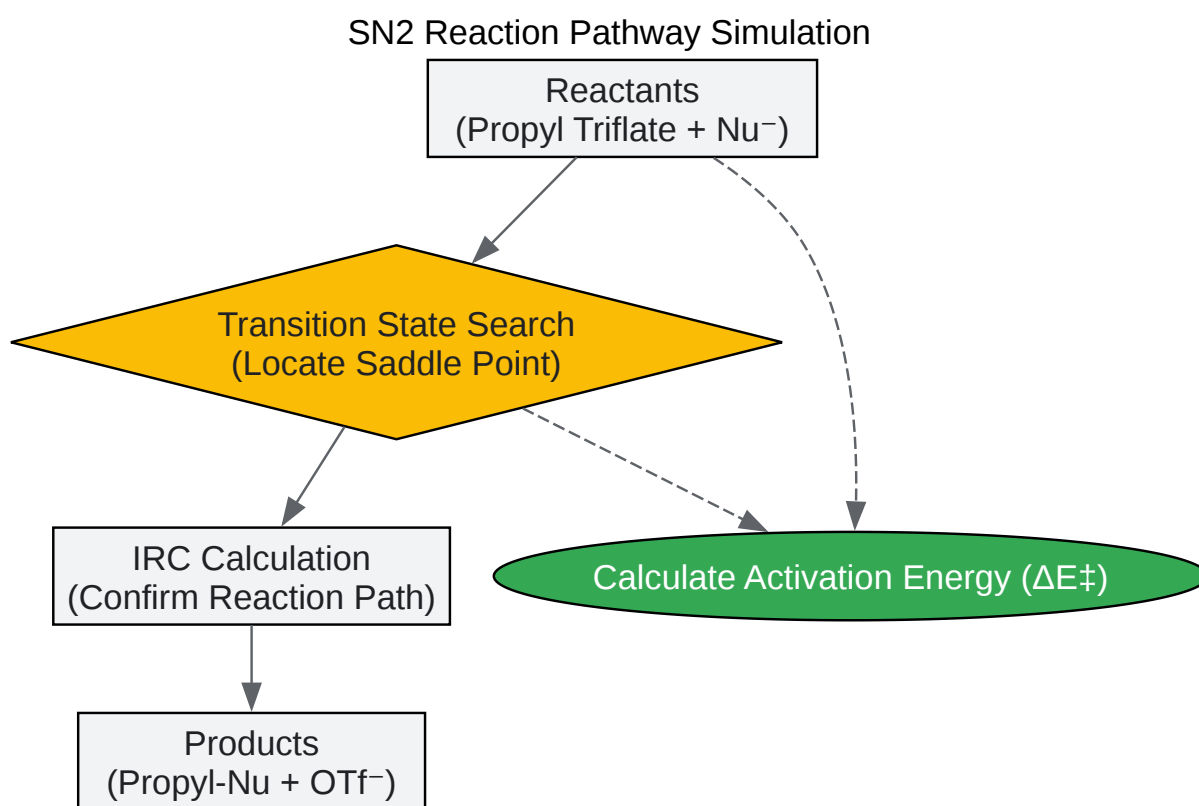 SN2 Reaction Pathway Simulation
Reactants
(Propyl Triflate + Nu⁻)
Transition State Search
(Locate Saddle Point)
IRC Calculation
(Confirm Reaction Path)
Calculate Activation Energy (ΔE‡)
Products
(Propyl-Nu + OTf⁻)